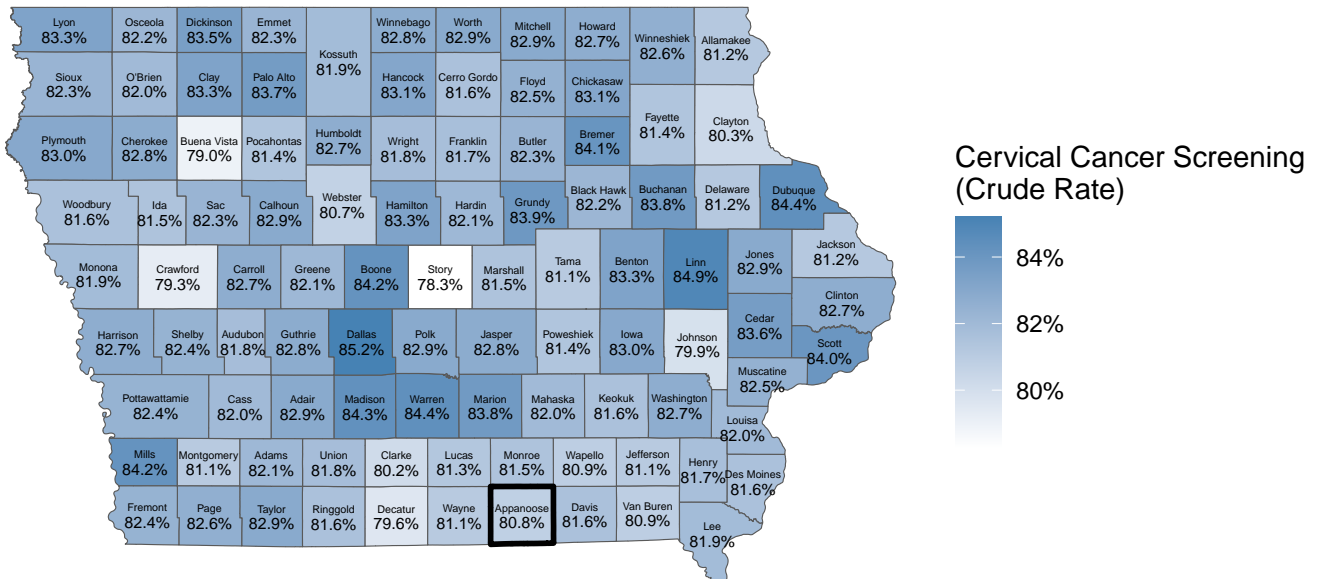 Lyon Osceola Dickinson Emmet Winnebago Worth Mitchell Howard
83.3% 82.2% 83.5% 82.3% 82.8% 82.9% 82.9% 82.7%
Kossuth Winneshiek Allamakee
81.9% 82.6% 81.2%
Sioux O'Brien Clay Palo Alto Hancock Cerro Gordo Floyd Chickasaw
82.3% 82.0% 83.3% 83.7% 83.1% 81.6% 82.5% 83.1%
Fayette Clayton
81.4% 80.3%
Plymouth Cherokee Buena Vista Pocahontas Humboldt Wright Franklin Butler Bremer
83.0% 82.8% 79.0% 81.4% 82.7% 81.8% 81.7% 82.3% 84.1%
Woodbury Ida Sac Calhoun Webster Hamilton Hardin Grundy Black Hawk Buchanan Delaware Dubuque
81.6% 81.5% 82.3% 82.9% 80.7% 83.3% 82.1% 83.9% 82.2% 83.8% 81.2% 84.4%
Monona Crawford Carroll Greene Boone Story Marshall Tama Benton Linn Jones Jackson
81.9% 79.3% 82.7% 82.1% 84.2% 78.3% 81.5% 81.1% 83.3% 84.9% 82.9% 81.2%
Clinton
82.7%
Harrison Shelby Audubon Guthrie Dallas Polk Jasper Poweshiek Iowa Johnson Cedar Scott
82.7% 82.4% 81.8% 82.8% 85.2% 82.9% 82.8% 81.4% 83.0% 79.9% 83.6% 84.0%
Muscatine
82.5%
Pottawattamie Cass Adair Madison Warren Marion Mahaska Keokuk Washington
82.4% 82.0% 82.9% 84.3% 84.4% 83.8% 82.0% 81.6% 82.7%
Louisa
82.0%
Mills Montgomery Adams Union Clarke Lucas Monroe Wapello Jefferson Henry Des Moines
84.2% 81.1% 82.1% 81.8% 80.2% 81.3% 81.5% 80.9% 81.1% 81.7% 81.6%
Fremont Page Taylor Ringgold Decatur Wayne Appanoose Davis Van Buren Lee
82.4% 82.6% 82.9% 81.6% 79.6% 81.1% 80.8% 81.6% 80.9% 81.9%
Cervical Cancer Screening
(Crude Rate)
84%
82%
80%